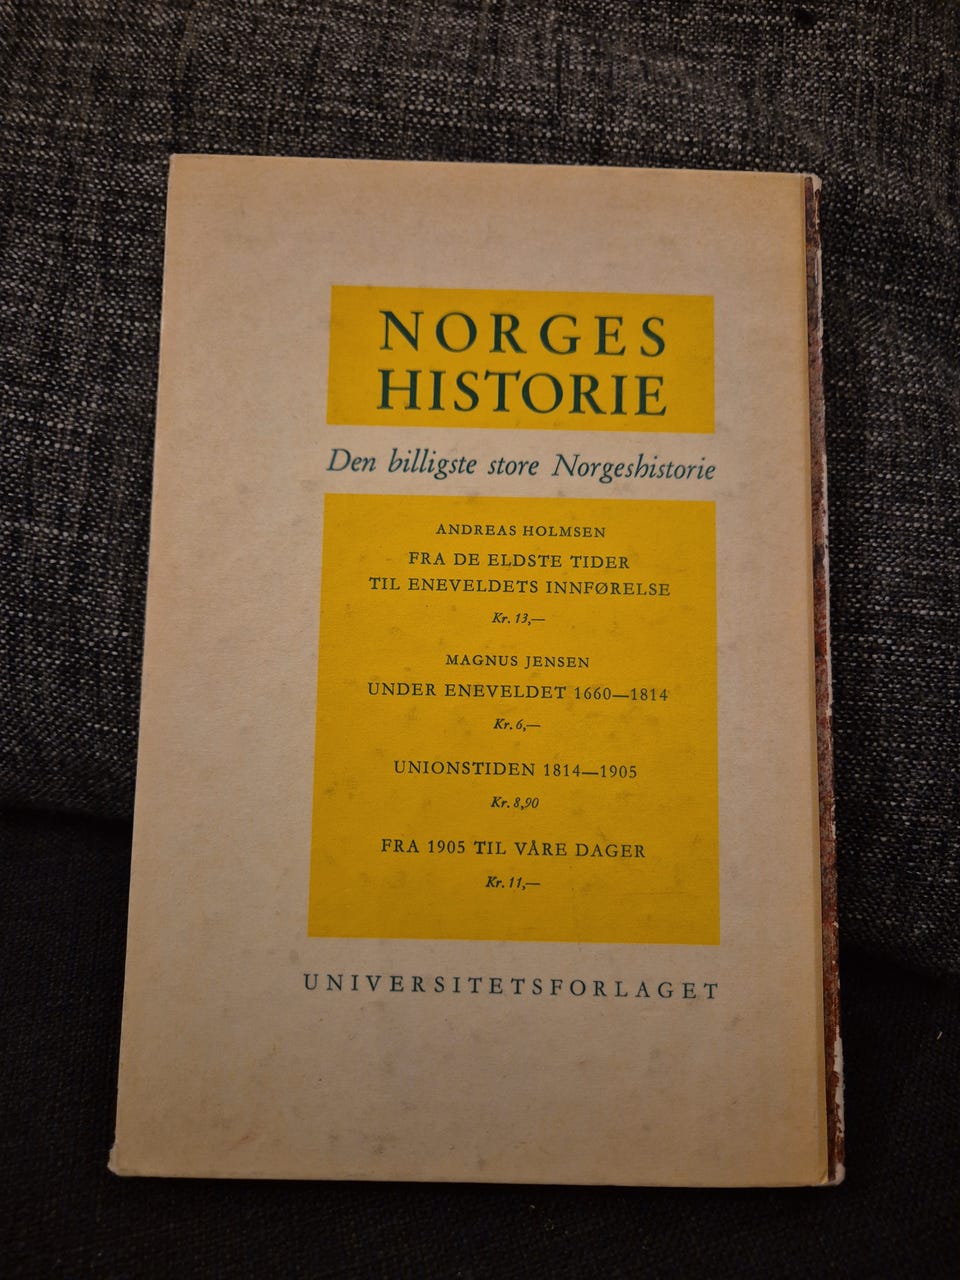 NORGES
HISTORIE
Den billigste store Norgeshistorie
ANDREAS HOLMSEN
FRA DE ELDSTE TIDER
TIL ENEVELDETS INNFØRELSE
Kr. 13,—
MAGNUS JENSEN
UNDER ENEVELDET 1660—1814
Kr. 6,—
UNIONSTIDEN 1814—1905
Kr. 8,90
FRA 1905 TIL VÅRE DAGER
Kr. 11,—
UNIVERSITETSFORLAGET